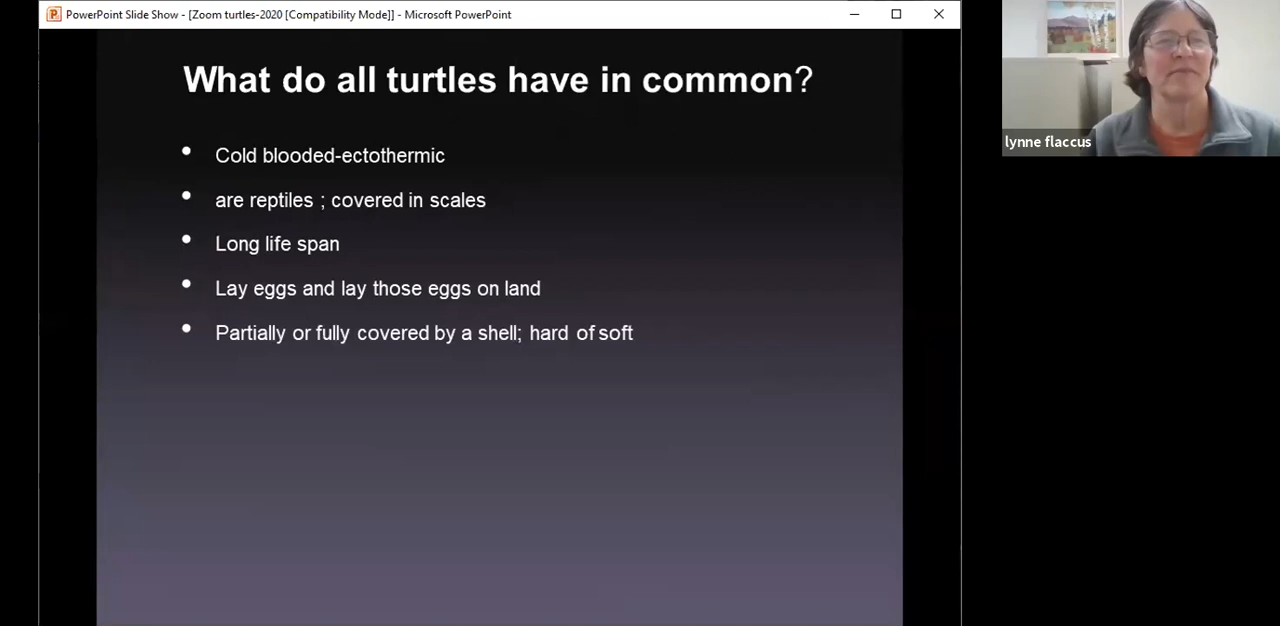 PowerPoint Slide Show - [Zoom turtles-2020 [Compatibility Mode]] - Microsoft PowerPoint
What do all turtles have in common?
• Cold blooded-ectothermic
• are reptiles ; covered in scales
• Long life span
• Lay eggs and lay those eggs on land
• Partially or fully covered by a shell; hard of soft
lynne flaccus